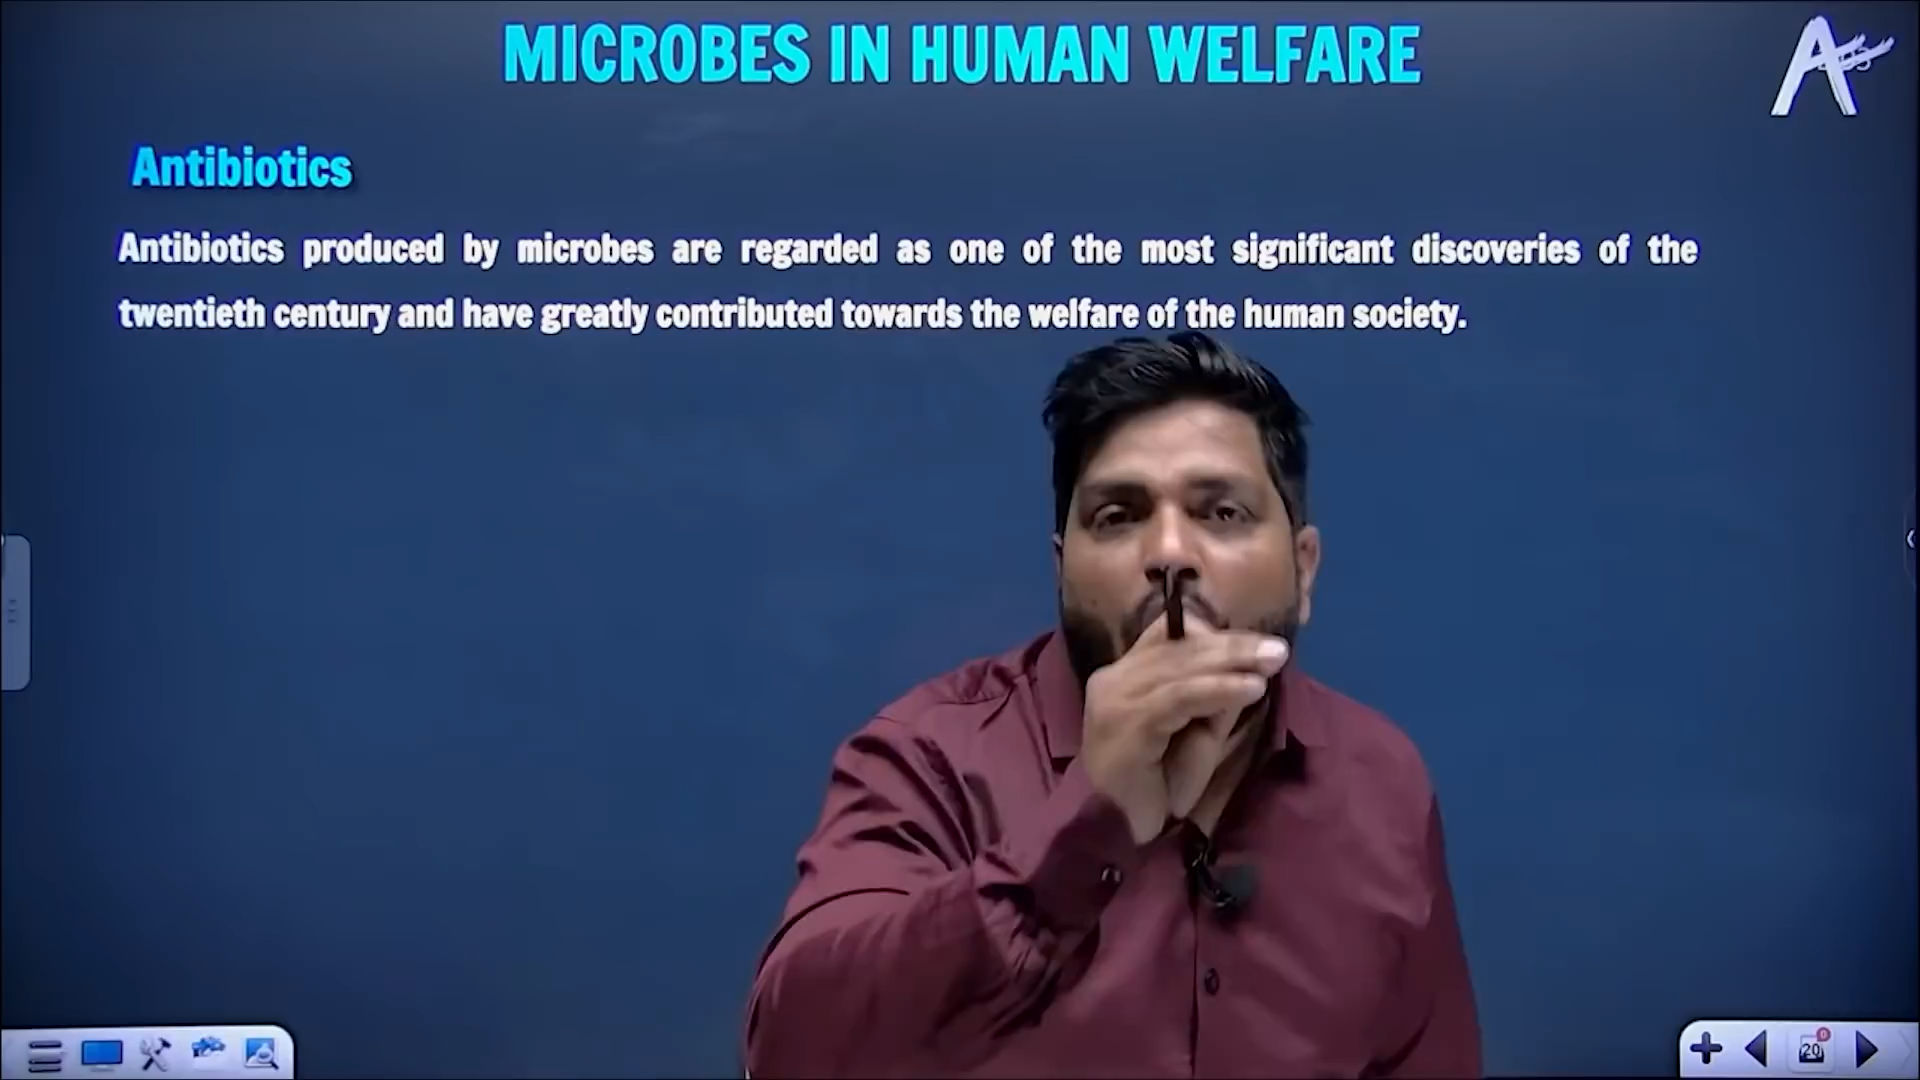 MICROBES IN HUMAN WELFARE
Antibiotics
Antibiotics produced by microbes are regarded as one of the most significant discoveries of the
twentieth century and have greatly contributed towards the welfare of the human society.
20
0